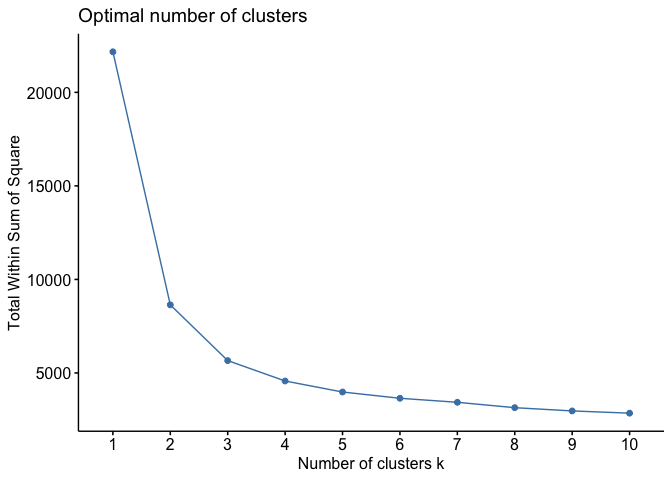 Optimal number of clusters
Total Within Sum of Square
20000
15000
10000
5000
1 2 3 4 5 6 7 8 9 10
Number of clusters k